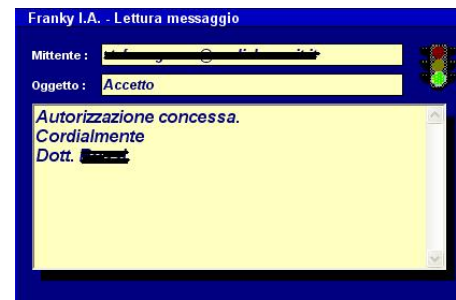 Franky I.A. - Lettura messaggio
Mittente :
Oggetto : Accetto
Autorizzazione concessa.
Cordialmente
Dott.